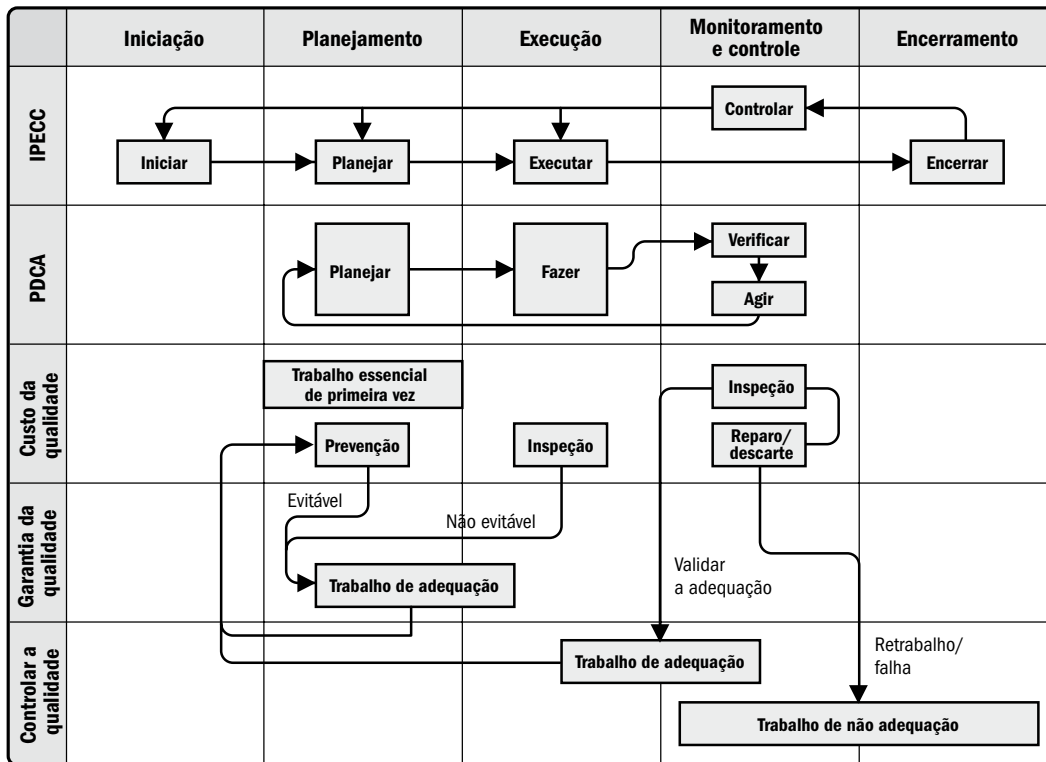 Iniciação
Planejamento
Execução
Monitoramento
e controle
Encerramento
IPECC
Controlar
Iniciar
Planejar
Executar
Encerrar
PDCA
Planejar
Fazer
Verificar
Agir
Custo da
qualidade
Trabalho essencial
de primeira vez
Inspeção
Prevenção
Inspeção
Reparo/
descarte
Garantia da
qualidade
Evitável
Não evitável
Trabalho de adequação
Validar
a adequação
Controlar a
qualidade
Trabalho de adequação
Retrabalho/
falha
Trabalho de não adequação